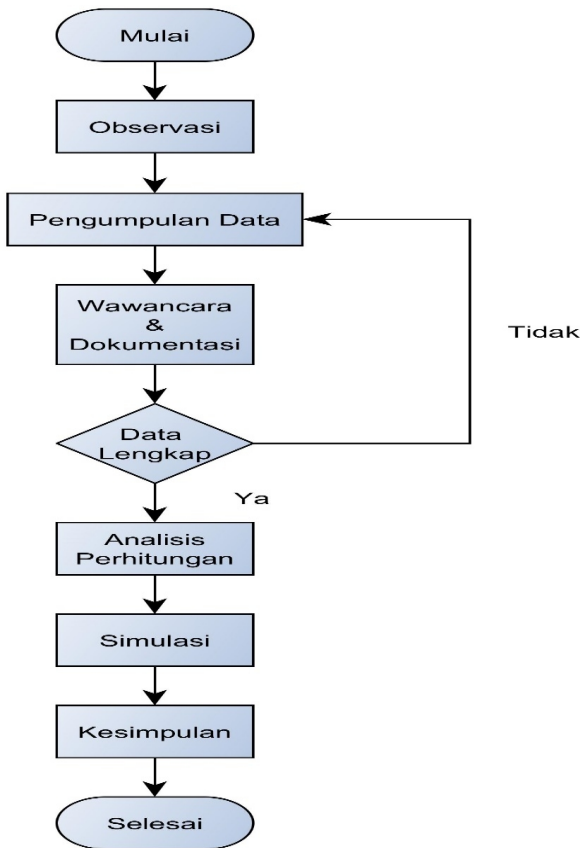 Mulai
Observasi
Pengumpulan Data
Wawancara
&
Dokumentasi
Tidak
Data
Lengkap
Ya
Analisis
Perhitungan
Simulasi
Kesimpulan
Selesai